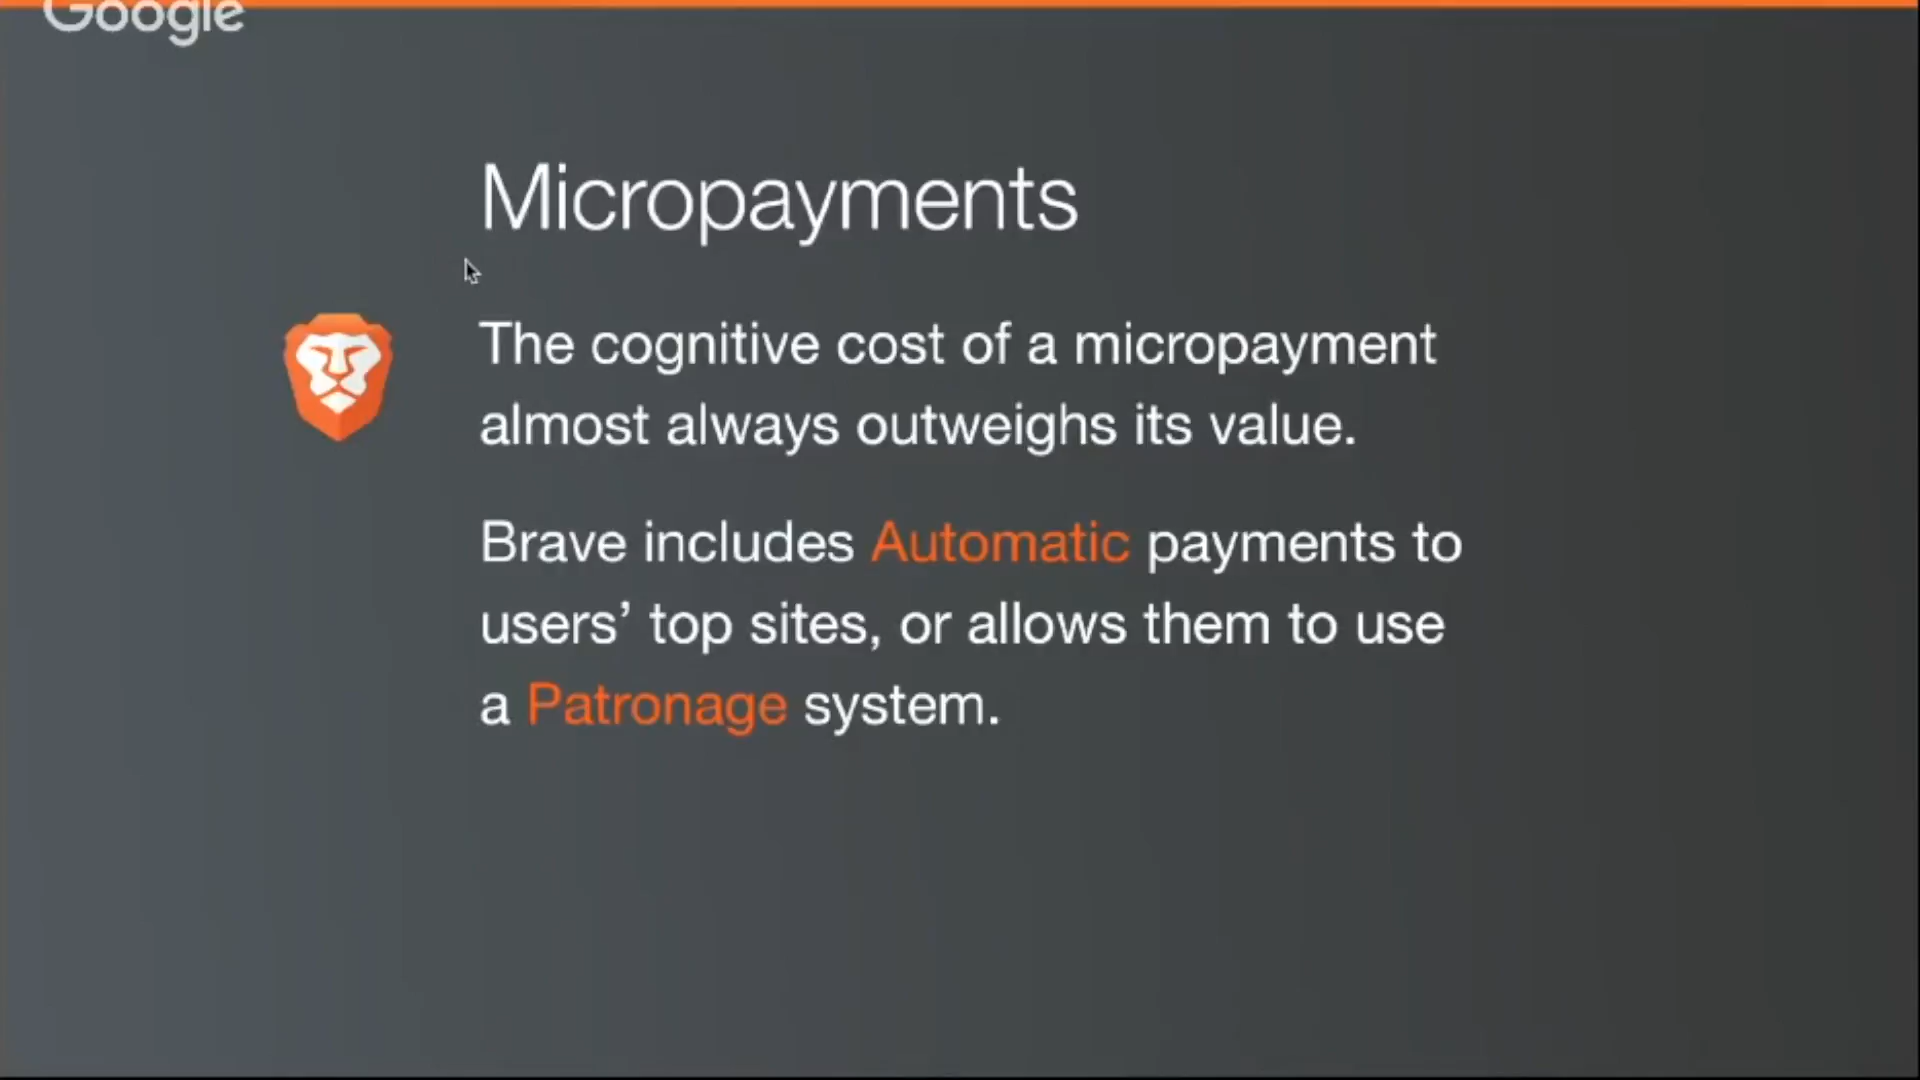 Google
Micropayments
The cognitive cost of a micropayment
almost always outweighs its value.
Brave includes Automatic payments to
users’ top sites, or allows them to use
a Patronage system.